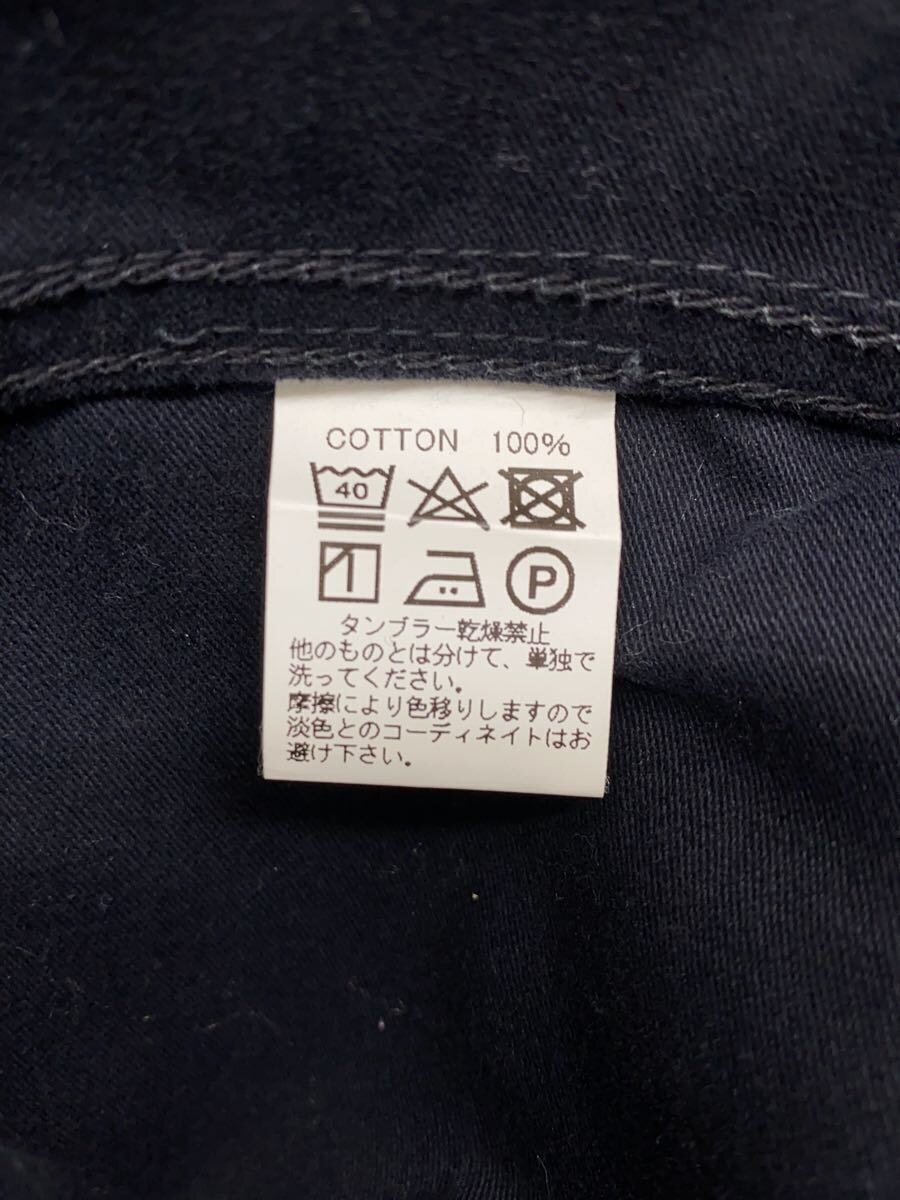 COTTON 100%
40
P
タンブラー乾燥禁止
他のものとは分けて、単独で
洗ってください。
摩擦により色移りしますので
淡色とのコーディネイトはお
避け下さい。